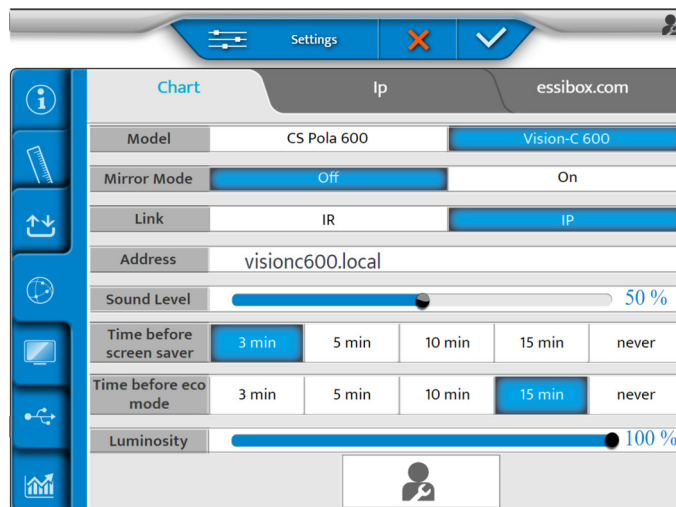 Settings
Chart Ip essibox.com
Model CS Pola 600 Vision-C 600
Mirror Mode Off On
Link IR IP
Address visionc600.local
Sound Level 50 %
Time before screen saver 3 min 5 min 10 min 15 min never
Time before eco mode 3 min 5 min 10 min 15 min never
Luminosity 100 %